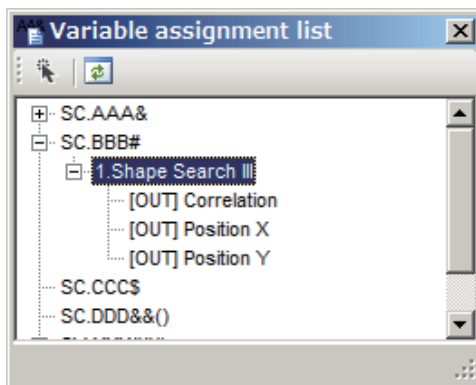 Variable assignment list
SC.AAA&
SC.BBB#
1.Shape Search III
[OUT] Correlation
[OUT] Position X
[OUT] Position Y
SC.CCC$
SC.DDD&&()